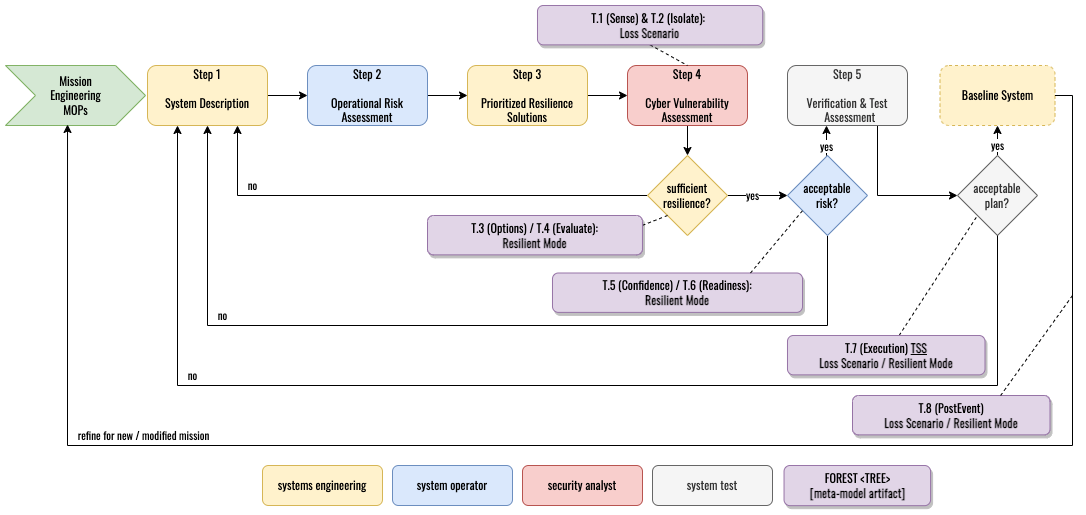 T.1 (Sense) & T.2 (Isolate):
Loss Scenario
Mission
Engineering
MOPs
Step 1
System Description
Step 2
Operational Risk
Assessment
Step 3
Prioritized Resilience
Solutions
Step 4
Cyber Vulnerability
Assessment
Step 5
Verification & Test
Assessment
Baseline System
yes
yes
no
sufficient
resilience?
yes
acceptable
risk?
acceptable
plan?
T.3 (Options) / T.4 (Evaluate):
Resilient Mode
T.5 (Confidence) / T.6 (Readiness):
Resilient Mode
no
T.7 (Execution) TSS
Loss Scenario / Resilient Mode
no
T.8 (PostEvent)
Loss Scenario / Resilient Mode
refine for new / modified mission
systems engineering
system operator
security analyst
system test
FOREST <TREE>
[meta-model artifact]